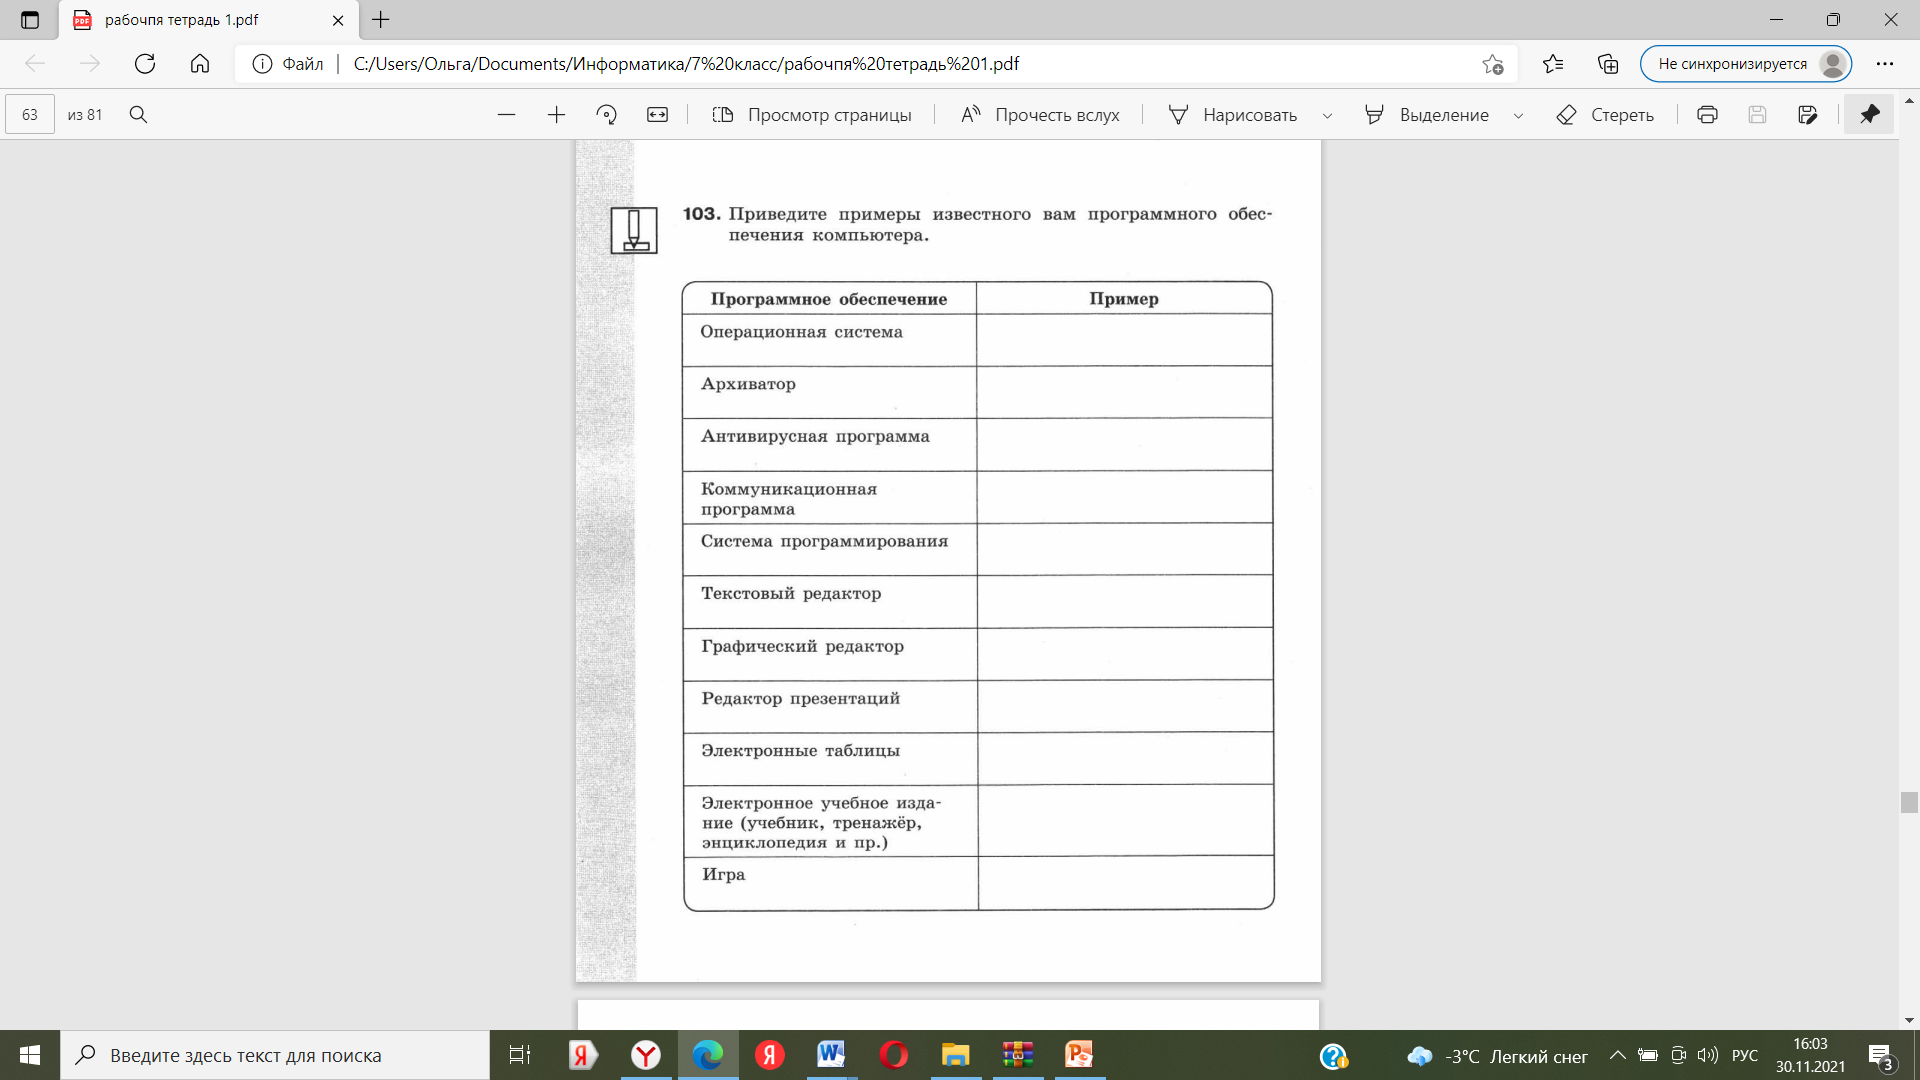 рабочпя тетрадь 1.pdf
Файл
C:/Users/Ольга/Documents/Информатика/7%20класс/рабочпя%20тетрадь%201.pdf
Не синхронизируется
63 из 81
Просмотр страницы
Прочесть вслух
Нарисовать
Выделение
Стереть
103. Приведите примеры известного вам программного обес-
печения компьютера.
Программное обеспечение Пример
Операционная система
Архиватор
Антивирусная программа
Коммуникационная
программа
Система программирования
Текстовый редактор
Графический редактор
Редактор презентаций
Электронные таблицы
Электронное учебное изда-
ние (учебник, тренажёр,
энциклопедия и пр.)
Игра
Введите здесь текст для поиска
-3°C Легкий снег
РУС
16:03
30.11.2021
3